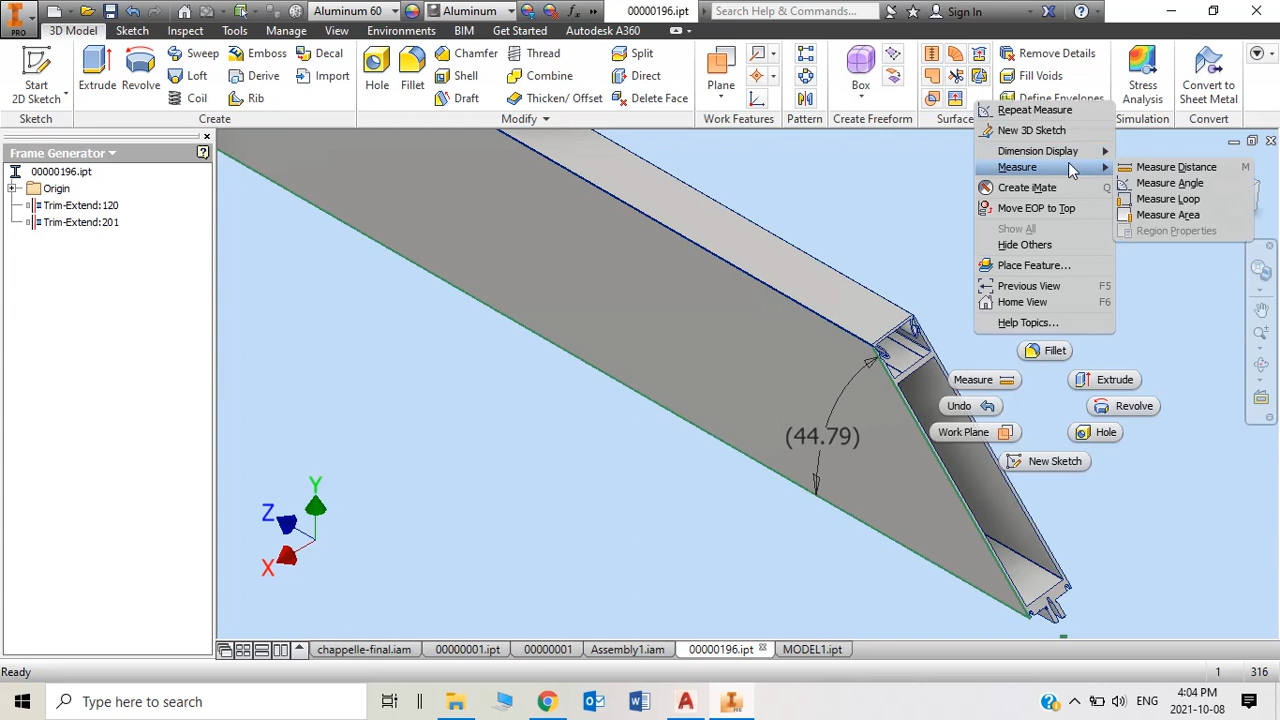 PRO
Aluminum 60
Aluminum
fx
00000196.ipt
Search Help & Commands...
Sign In
3D Model
Sketch
Inspect
Tools
Manage
View
Environments
BIM
Get Started
Autodesk A360
Start
2D Sketch
Extrude
Revolve
Sweep
Emboss
Decal
Loft
Derive
Import
Coil
Rib
Hole
Fillet
Chamfer
Thread
Split
Shell
Combine
Direct
Draft
Thicken/ Offset
Delete Face
Plane
Box
Remove Details
Fill Voids
Define Envelopes
Stress
Analysis
Convert to
Sheet Metal
Sketch
Create
Modify
Work Features
Pattern
Create Freeform
Surface
Simulation
Convert
Frame Generator
00000196.ipt
Origin
Trim-Extend:120
Trim-Extend:201
Repeat Measure
New 3D Sketch
Dimension Display
Measure
Create iMate Q
Move EOP to Top
Show All
Hide Others
Place Feature...
Previous View F5
Home View F6
Help Topics...
Measure Distance M
Measure Angle
Measure Loop
Measure Area
Region Properties
Fillet
Measure
Extrude
Undo
Revolve
Work Plane
Hole
New Sketch
(44.79)
Y
Z
X
chappelle-final.iam
00000001.ipt
00000001
Assembly1.iam
00000196.ipt
MODEL1.ipt
Ready
1
316
Type here to search
ENG
4:04 PM
2021-10-08